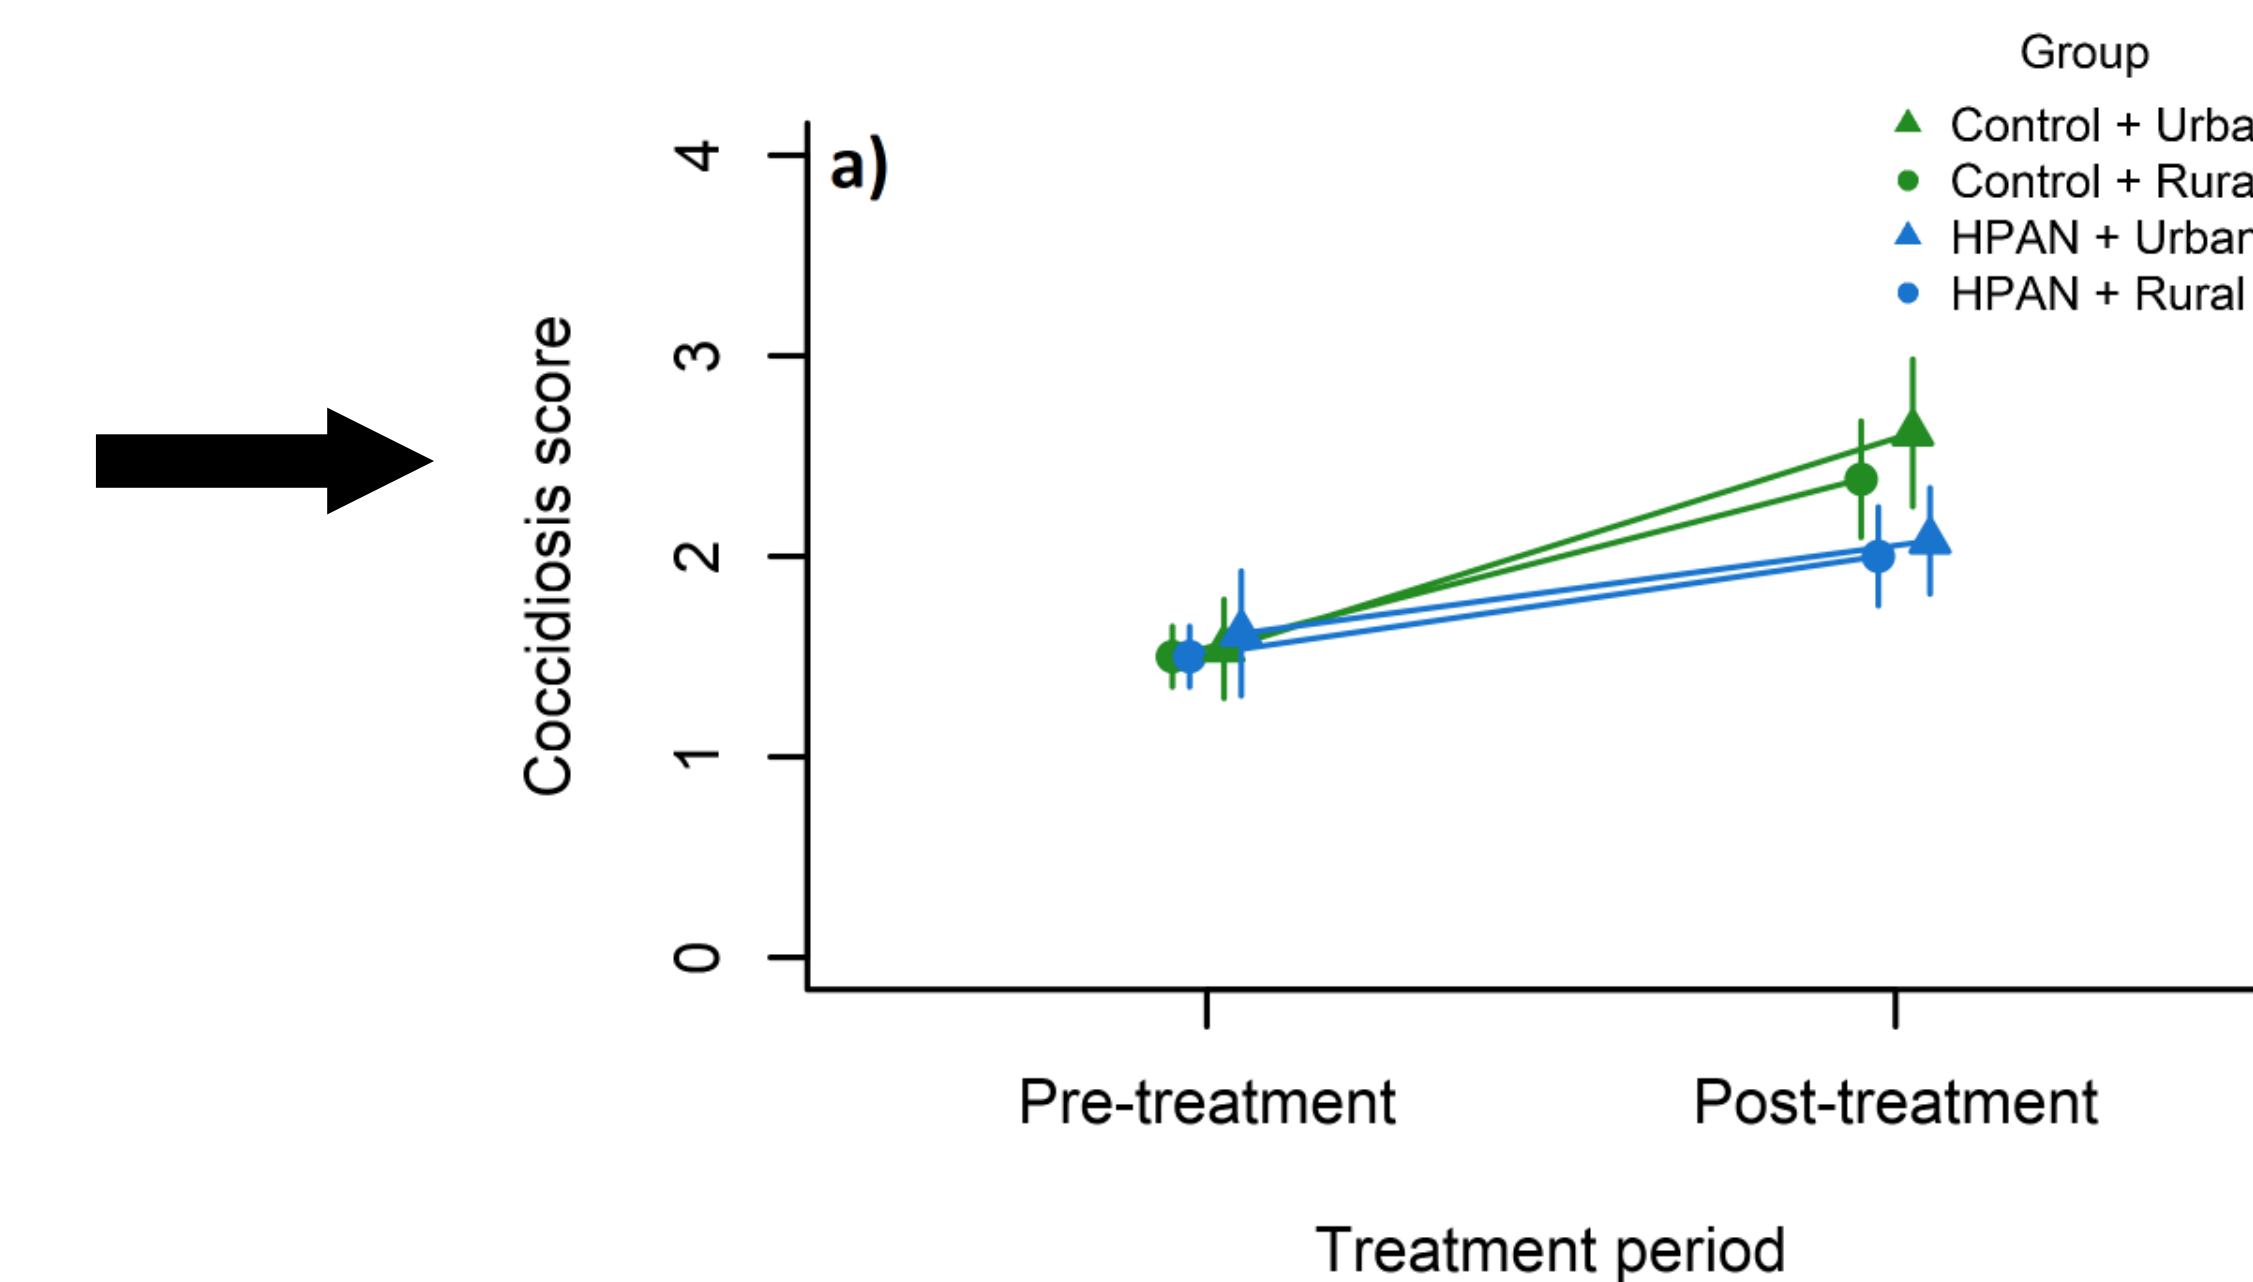 Group
Control + Urba
Control + Rura
HPAN + Urban
HPAN + Rural
a)
Coccidiosis score
4
3
2
1
0
Pre-treatment
Post-treatment
Treatment period